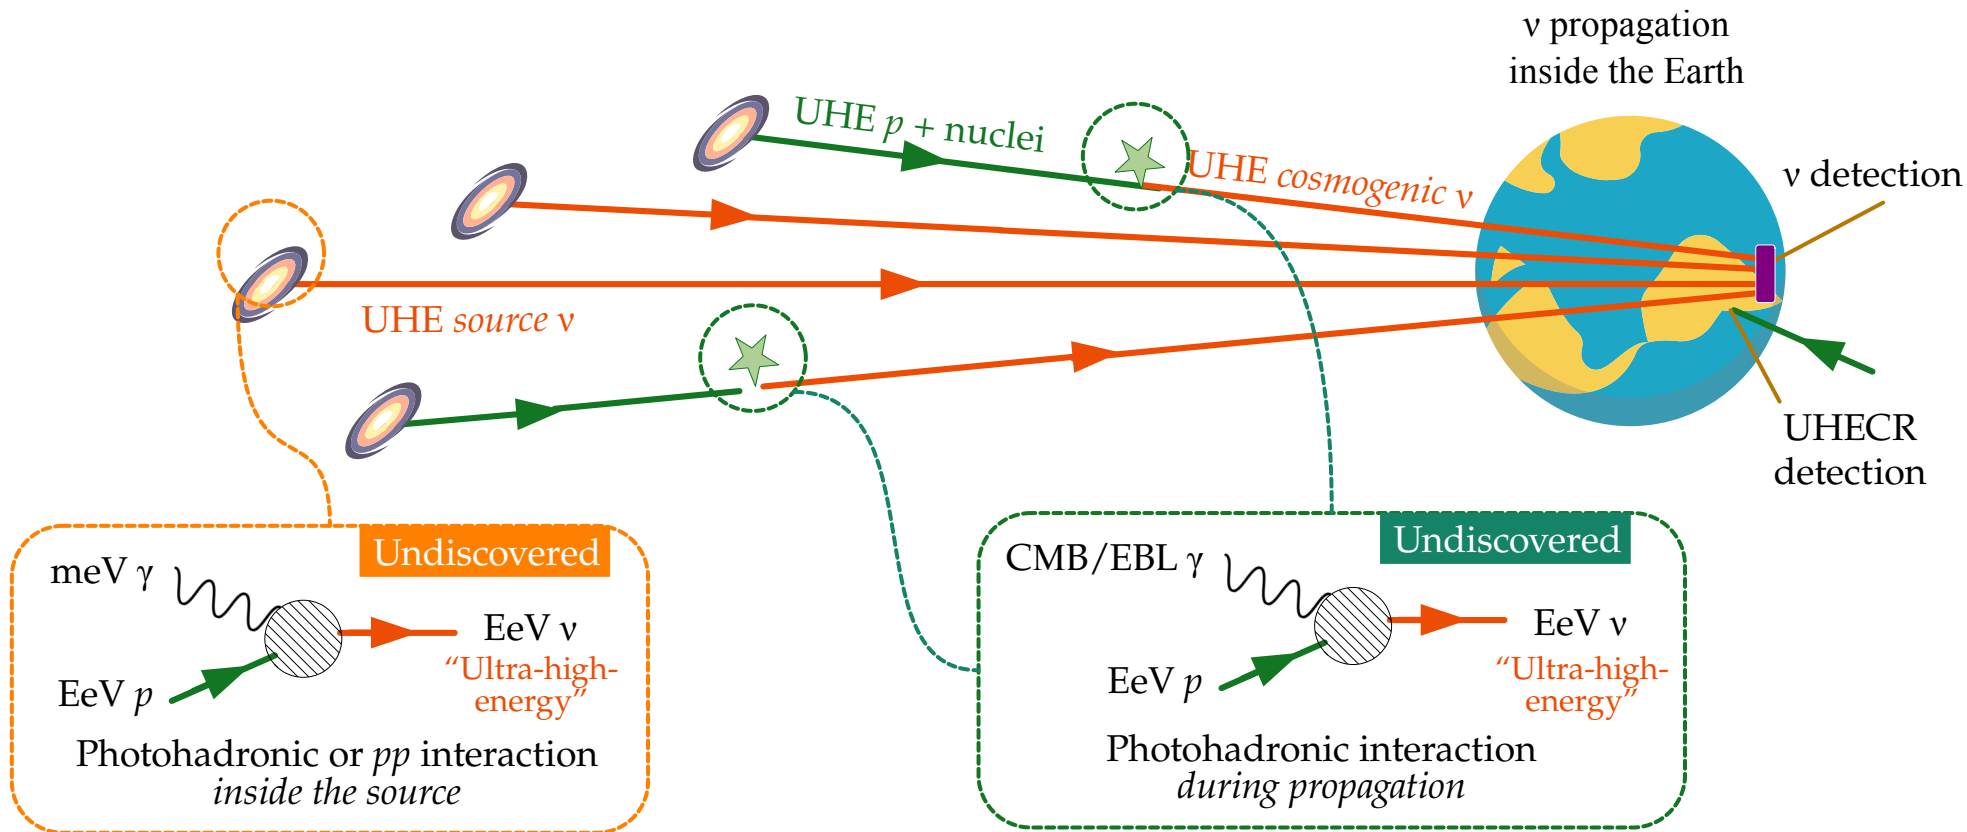 ν propagation
inside the Earth
UHE p + nuclei
UHE cosmogenic ν
ν detection
UHE source ν
UHECR
detection
Undiscovered
meV γ
EeV ν
“Ultra-high-
energy”
EeV p
Photohadronic or pp interaction
inside the source
Undiscovered
CMB/EBL γ
EeV ν
“Ultra-high-
energy”
EeV p
Photohadronic interaction
during propagation